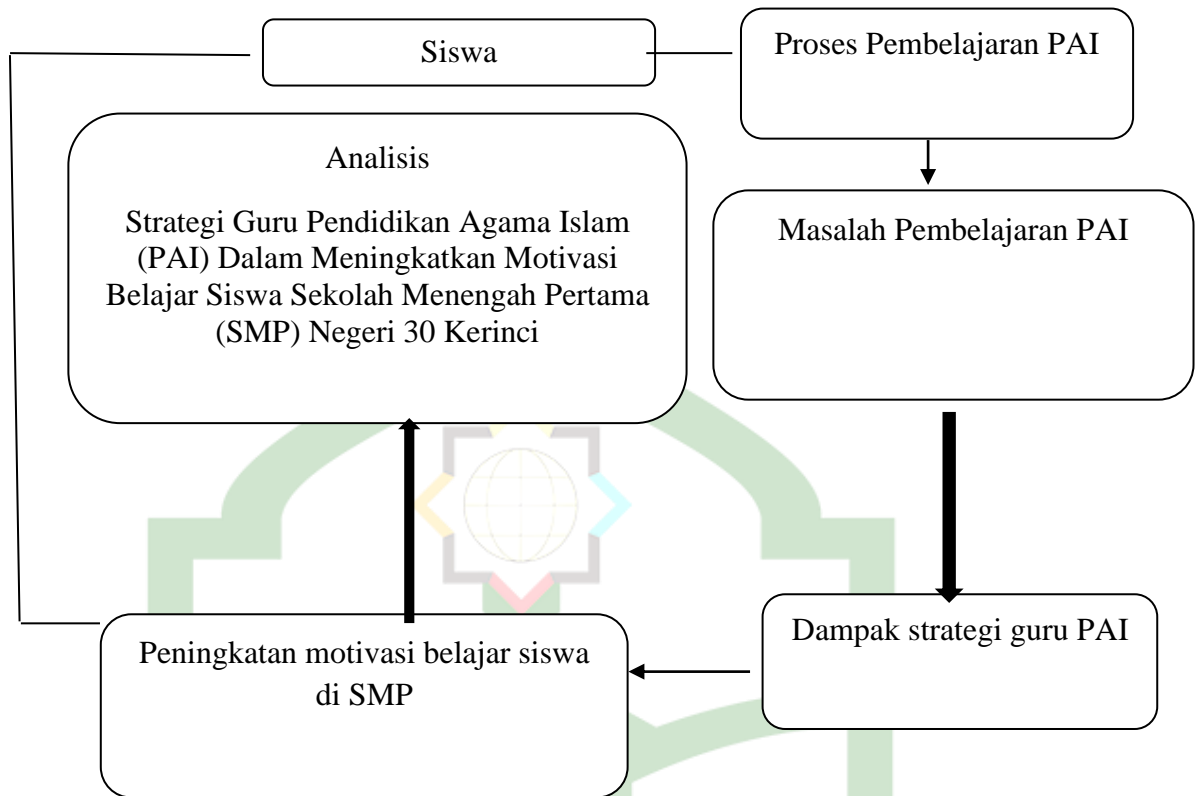 Siswa
Proses Pembelajaran PAI
Analisis
Strategi Guru Pendidikan Agama Islam
(PAI) Dalam Meningkatkan Motivasi
Belajar Siswa Sekolah Menengah Pertama
(SMP) Negeri 30 Kerinci
Masalah Pembelajaran PAI
Peningkatan motivasi belajar siswa
di SMP
Dampak strategi guru PAI